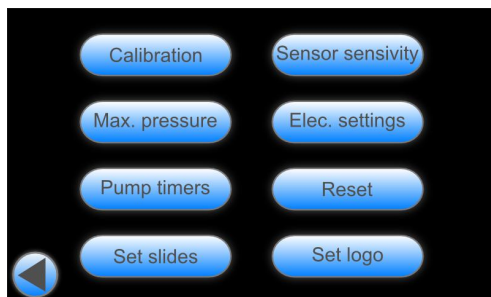 Calibration
Sensor sensivity
Max. pressure
Elec. settings
Pump timers
Reset
Set slides
Set logo